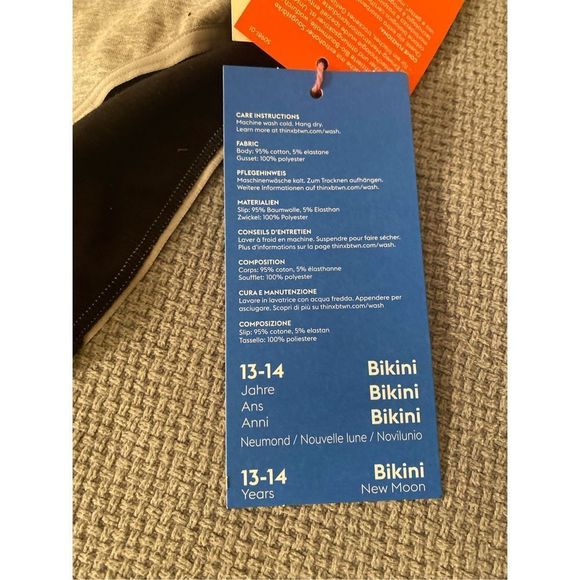 CARE INSTRUCTIONS
Machine wash cold. Hang dry.
Learn more at thinxbtwn.com/wash.
FABRIC
Body: 95% cotton, 5% elastane
Gusset: 100% polyester
PFLEGEHINWEIS
Maschinenwäsche kalt. Zum Trocknen aufhängen.
Weitere Informationen auf thinxbtwn.com/wash.
MATERIALIEN
Slip: 95% Baumwolle, 5% Elasthan
Zwickel: 100% Polyester
CONSEILS D'ENTRETIEN
Laver à froid en machine. Suspendre pour faire sécher.
Plus d'informations sur la page thinxbtwn.com/wash.
COMPOSITION
Corps: 95% coton, 5% élasthanne
Soufflet: 100% polyester
CURA E MANUTENZIONE
Lavare in lavatrice con acqua fredda. Appendere per
asciugare. Scopri di più su thinxbtwn.com/wash
COMPOSIZIONE
Slip: 95% cotone, 5% elastan
Tassello: 100% poliestere
13-14 Bikini
Jahre Bikini
Ans Bikini
Anni
Neumond / Nouvelle lune / Novilunio
13-14 Bikini
Years New Moon